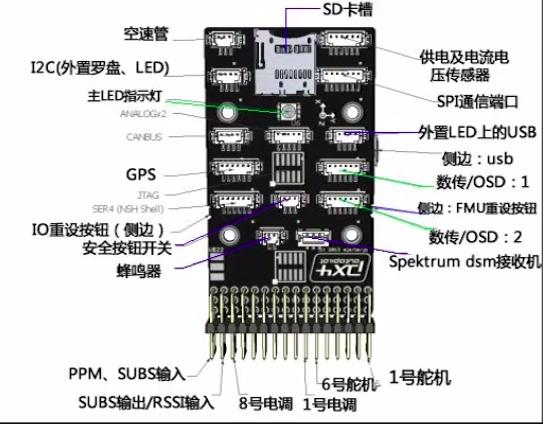 SD卡槽
空速管
供电及电流电
压传感器
I2C(外置罗盘、LED)
SPI通信端口
主LED指示灯
ANALOGx2
CANBUS
外置LED上的USB
侧边：usb
GPS
数传/OSD：1
JTAG
SER4 (NSH Shell)
侧边：FMU重设按钮
IO重设按钮（侧边）
数传/OSD：2
安全按钮开关
Spektrum dsm接收机
蜂鸣器
PX4
autopilot
PPM、SUBS输入
6号舵机
1号舵机
SUBS输出/RSSI输入
8号电调
1号电调